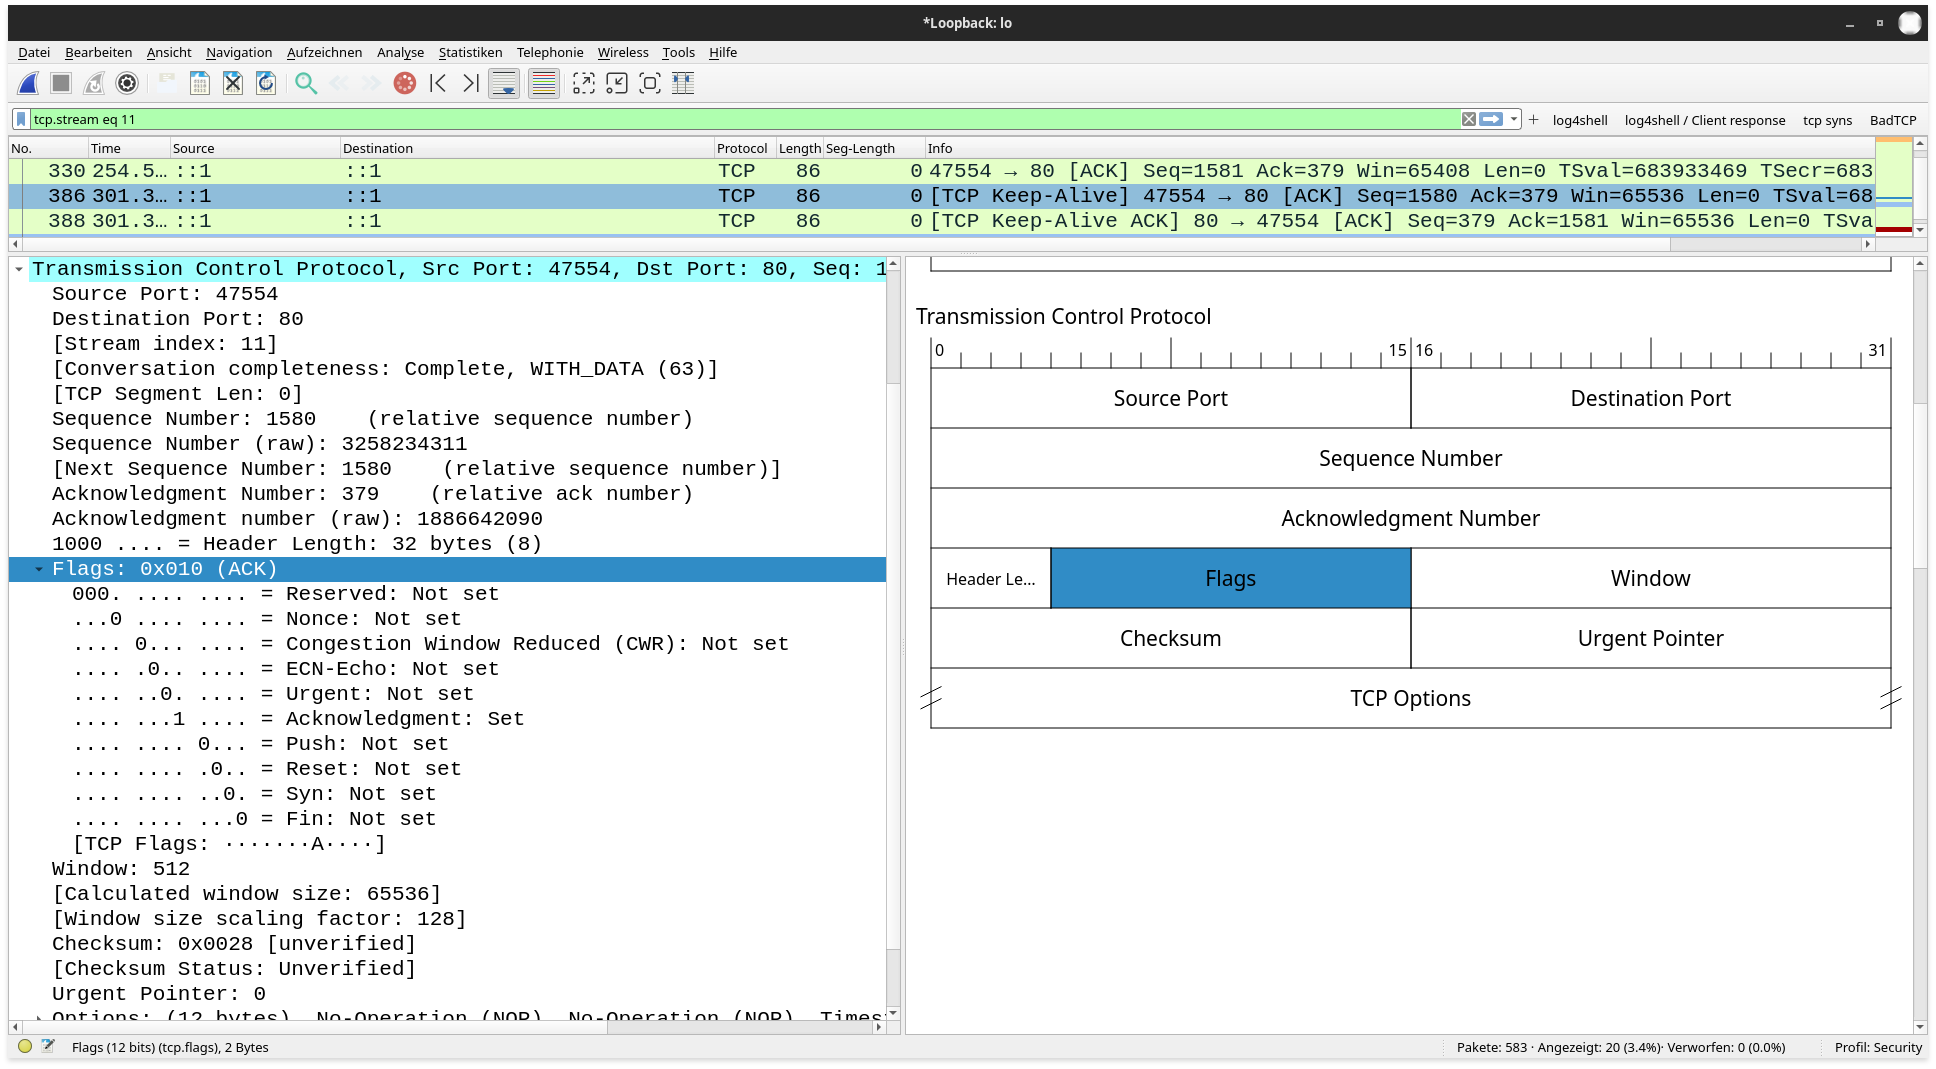 *Loopback: lo
Datei Bearbeiten Ansicht Navigation Aufzeichnen Analyse Statistiken Telephonie Wireless Tools Hilfe
tcp.stream eq 11
+ log4shell log4shell / Client response tcp syns BadTCP
No. Time Source Destination Protocol Length Seg-Length Info
330 254.5… ::1 ::1 TCP 86 0 47554 → 80 [ACK] Seq=1581 Ack=379 Win=65408 Len=0 TSval=683933469 TSecr=683
386 301.3… ::1 ::1 TCP 86 0 [TCP Keep-Alive] 47554 → 80 [ACK] Seq=1580 Ack=379 Win=65536 Len=0 TSval=68
388 301.3… ::1 ::1 TCP 86 0 [TCP Keep-Alive ACK] 80 → 47554 [ACK] Seq=379 Ack=1581 Win=65536 Len=0 TSva
Transmission Control Protocol, Src Port: 47554, Dst Port: 80, Seq: 1
Source Port: 47554
Destination Port: 80
[Stream index: 11]
[Conversation completeness: Complete, WITH_DATA (63)]
[TCP Segment Len: 0]
Sequence Number: 1580    (relative sequence number)
Sequence Number (raw): 3258234311
[Next Sequence Number: 1580    (relative sequence number)]
Acknowledgment Number: 379    (relative ack number)
Acknowledgment number (raw): 1886642090
1000 .... = Header Length: 32 bytes (8)
Flags: 0x010 (ACK)
000. .... .... = Reserved: Not set
...0 .... .... = Nonce: Not set
.... 0... .... = Congestion Window Reduced (CWR): Not set
.... .0.. .... = ECN-Echo: Not set
.... ..0. .... = Urgent: Not set
.... ...1 .... = Acknowledgment: Set
.... .... 0... = Push: Not set
.... .... .0.. = Reset: Not set
.... .... ..0. = Syn: Not set
.... .... ...0 = Fin: Not set
[TCP Flags: ·······A····]
Window: 512
[Calculated window size: 65536]
[Window size scaling factor: 128]
Checksum: 0x0028 [unverified]
[Checksum Status: Unverified]
Urgent Pointer: 0
Options: (12 bytes), No-Operation (NOP), No-Operation (NOP), Times
Transmission Control Protocol
0 15 16 31
Source Port Destination Port
Sequence Number
Acknowledgment Number
Header Le… Flags Window
Checksum Urgent Pointer
TCP Options
Flags (12 bits) (tcp.flags), 2 Bytes
Pakete: 583 · Angezeigt: 20 (3.4%)· Verworfen: 0 (0.0%)
Profil: Security